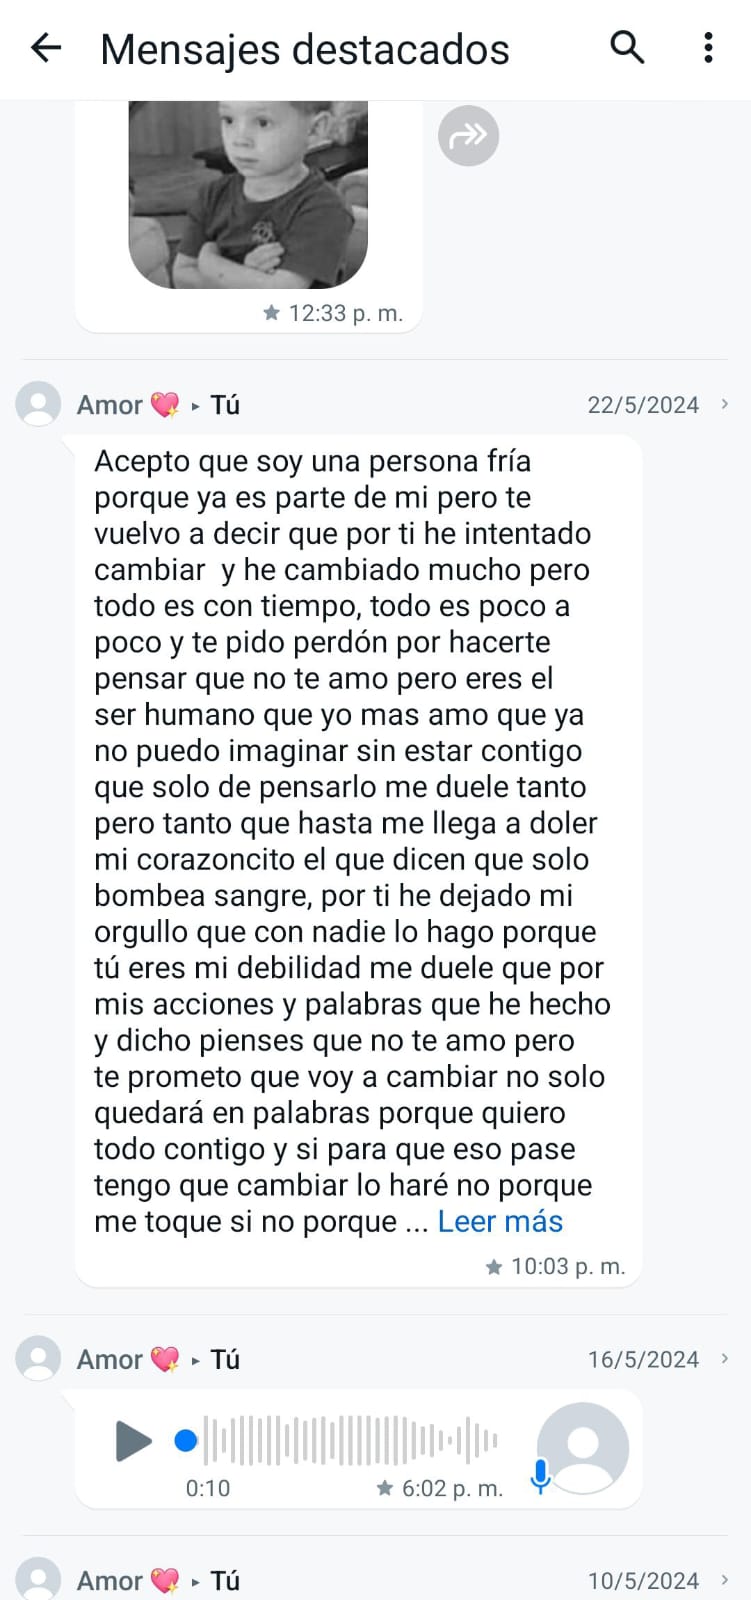 Mensajes destacados
12:33 p. m.
Amor 💖 ▸ Tú 22/5/2024
Acepto que soy una persona fría
porque ya es parte de mi pero te
vuelvo a decir que por ti he intentado
cambiar  y he cambiado mucho pero
todo es con tiempo, todo es poco a
poco y te pido perdón por hacerte
pensar que no te amo pero eres el
ser humano que yo mas amo que ya
no puedo imaginar sin estar contigo
que solo de pensarlo me duele tanto
pero tanto que hasta me llega a doler
mi corazoncito el que dicen que solo
bombea sangre, por ti he dejado mi
orgullo que con nadie lo hago porque
tú eres mi debilidad me duele que por
mis acciones y palabras que he hecho
y dicho pienses que no te amo pero
te prometo que voy a cambiar no solo
quedará en palabras porque quiero
todo contigo y si para que eso pase
tengo que cambiar lo haré no porque
me toque si no porque ... Leer más
10:03 p. m.
Amor 💖 ▸ Tú 16/5/2024
0:10 6:02 p. m.
Amor 💖 ▸ Tú 10/5/2024